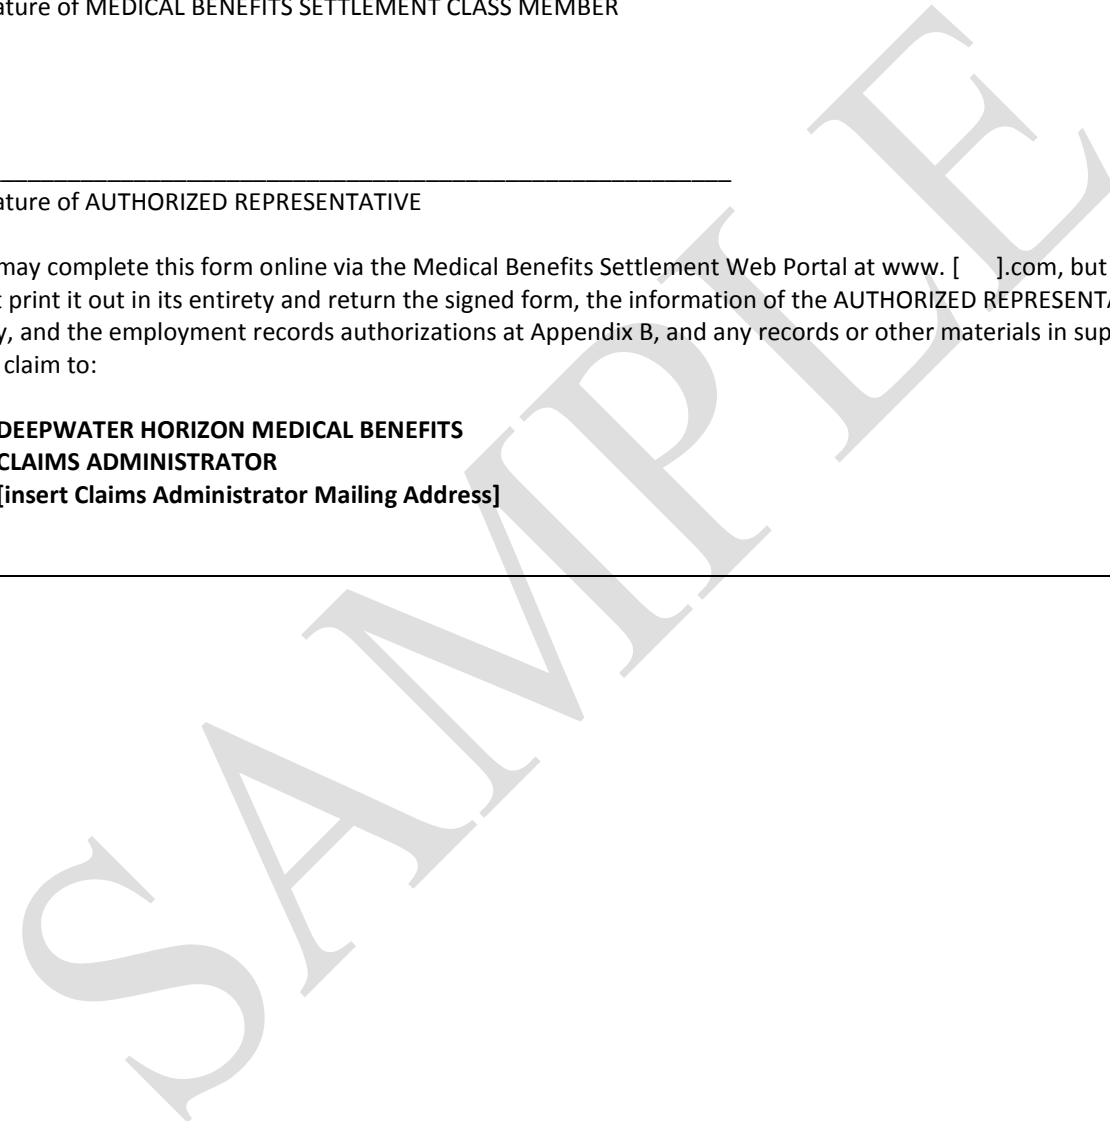 ature of MEDICAL BENEFITS SETTLEMENT CLASS MEMBER
ature of AUTHORIZED REPRESENTATIVE
may complete this form online via the Medical Benefits Settlement Web Portal at www. [ ].com, but
t print it out in its entirety and return the signed form, the information of the AUTHORIZED REPRESENTA
y, and the employment records authorizations at Appendix B, and any records or other materials in sup
claim to:
DEEPWATER HORIZON MEDICAL BENEFITS
CLAIMS ADMINISTRATOR
[insert Claims Administrator Mailing Address]
SAMPLE